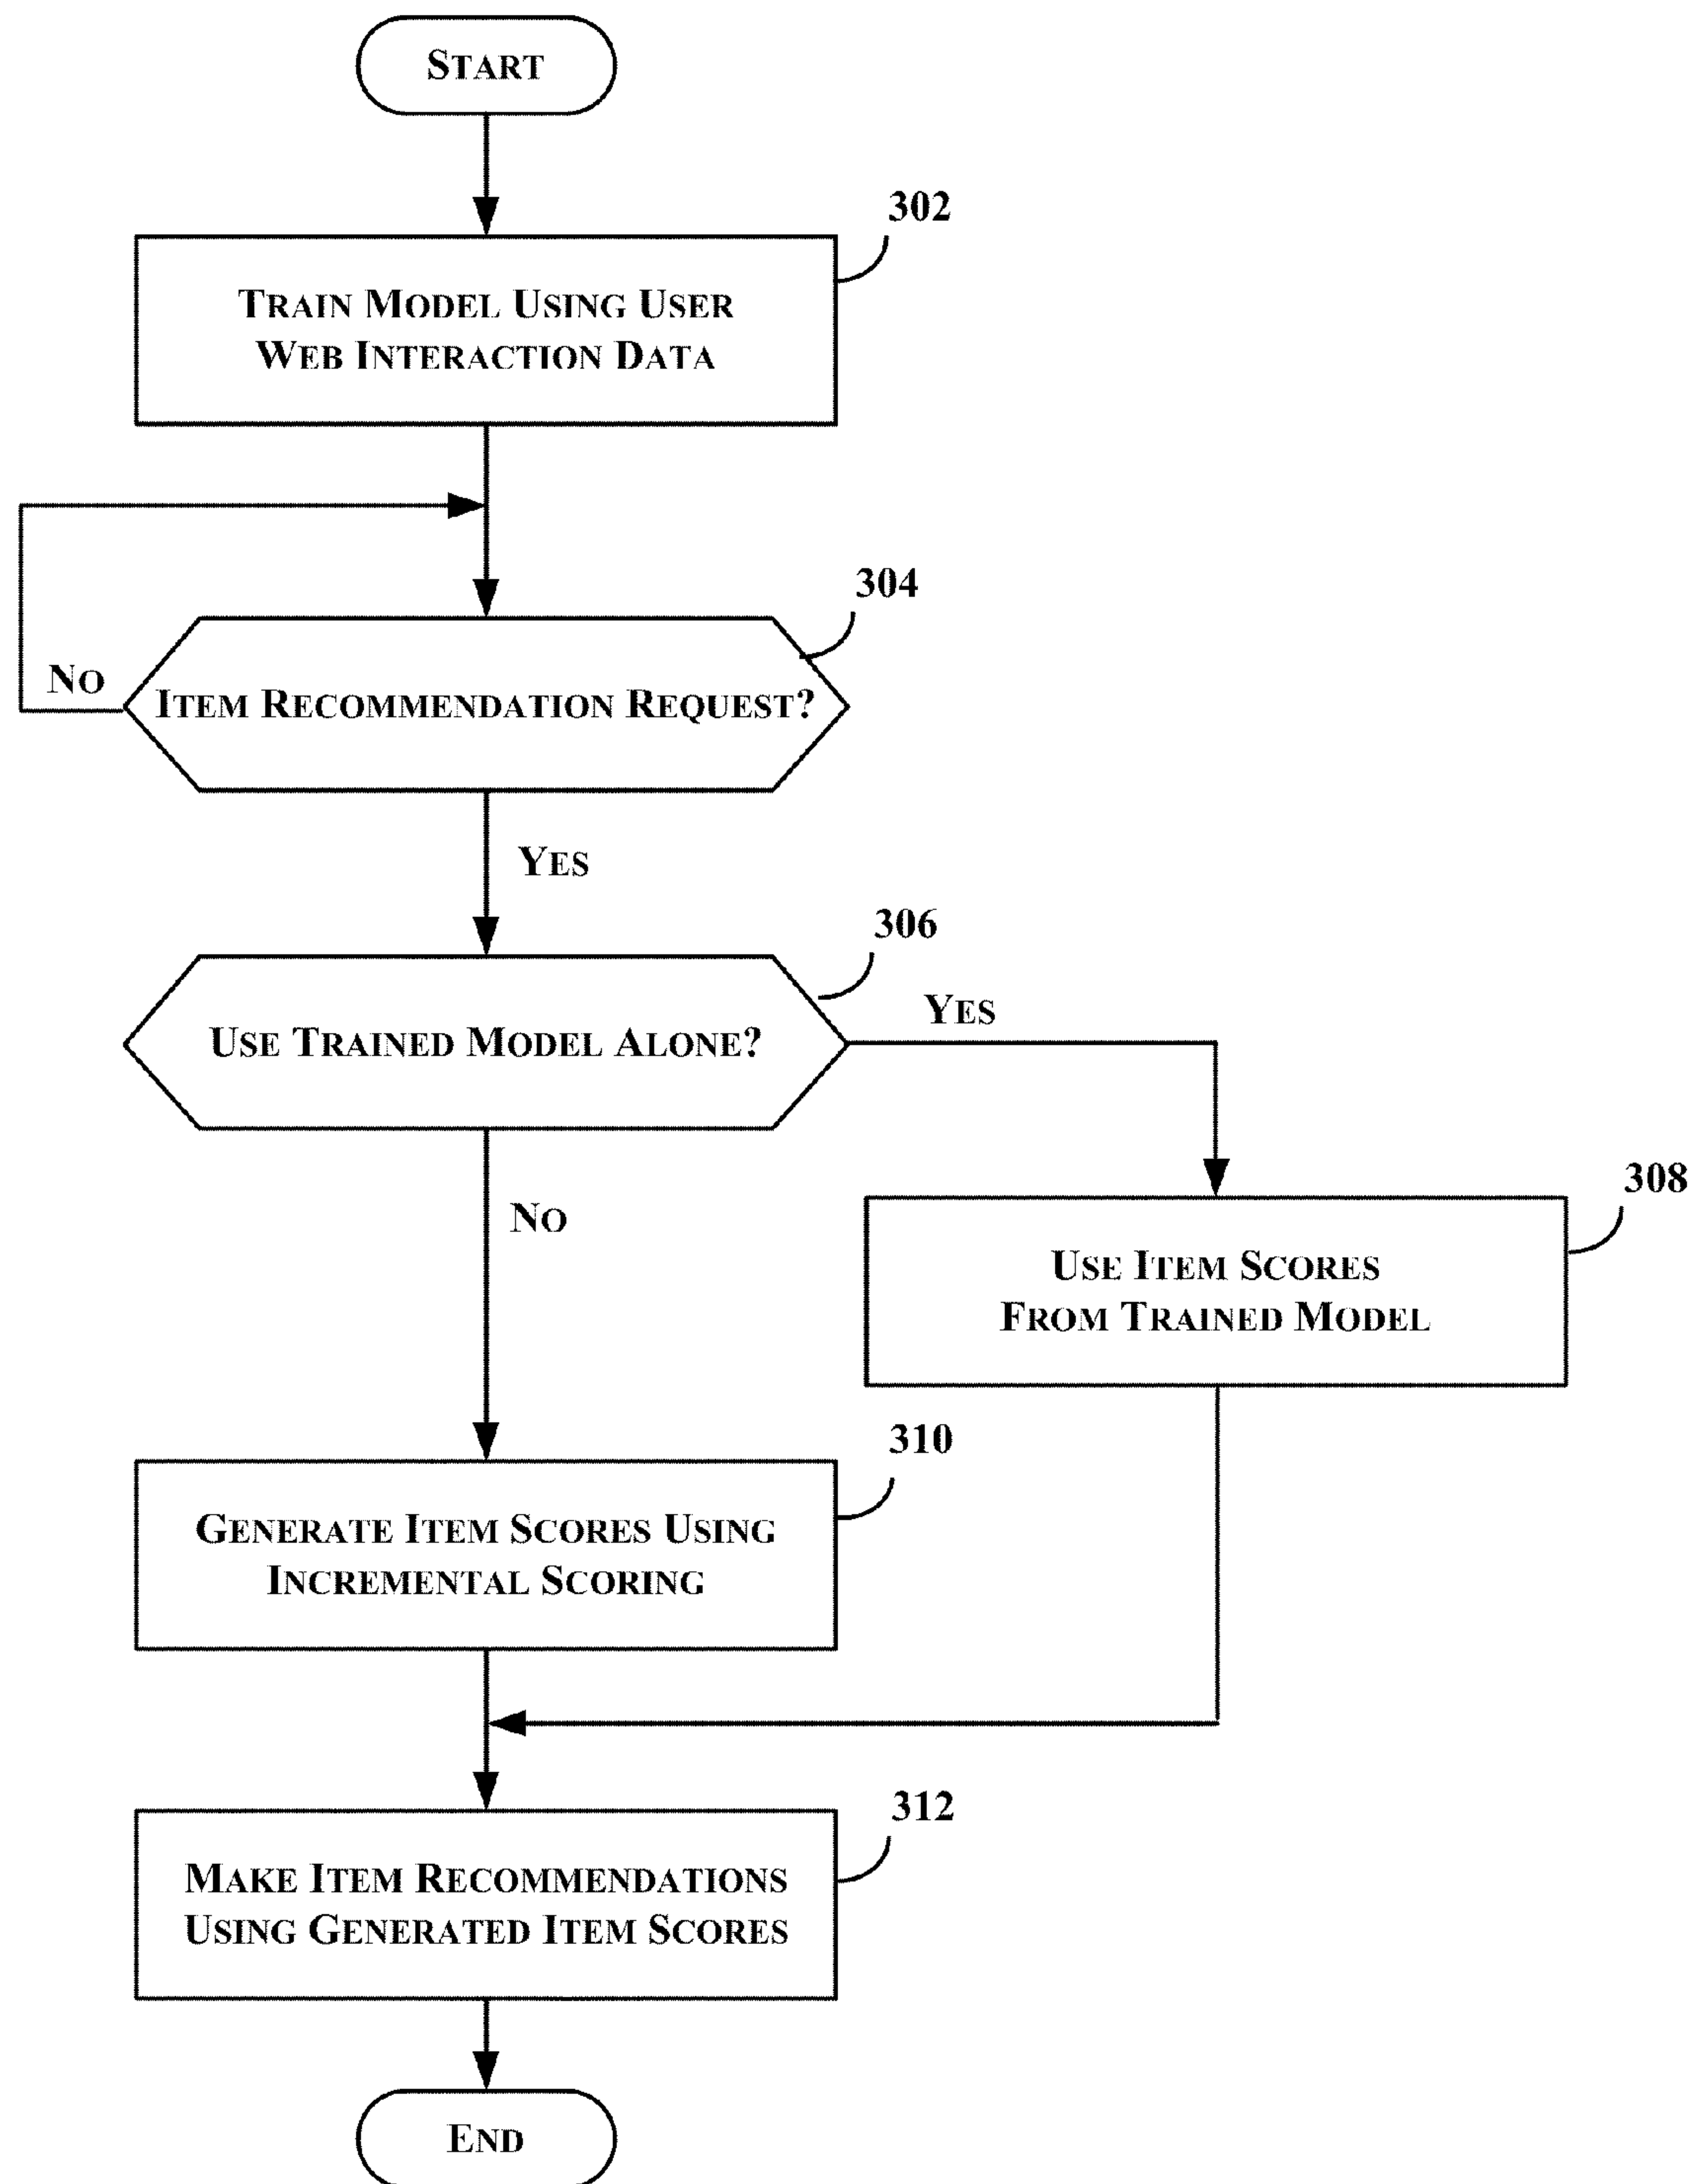 START
302
TRAIN MODEL USING USER
WEB INTERACTION DATA
304
NO
ITEM RECOMMENDATION REQUEST?
YES
306
USE TRAINED MODEL ALONE?
YES
NO
308
USE ITEM SCORES
FROM TRAINED MODEL
310
GENERATE ITEM SCORES USING
INCREMENTAL SCORING
312
MAKE ITEM RECOMMENDATIONS
USING GENERATED ITEM SCORES
END